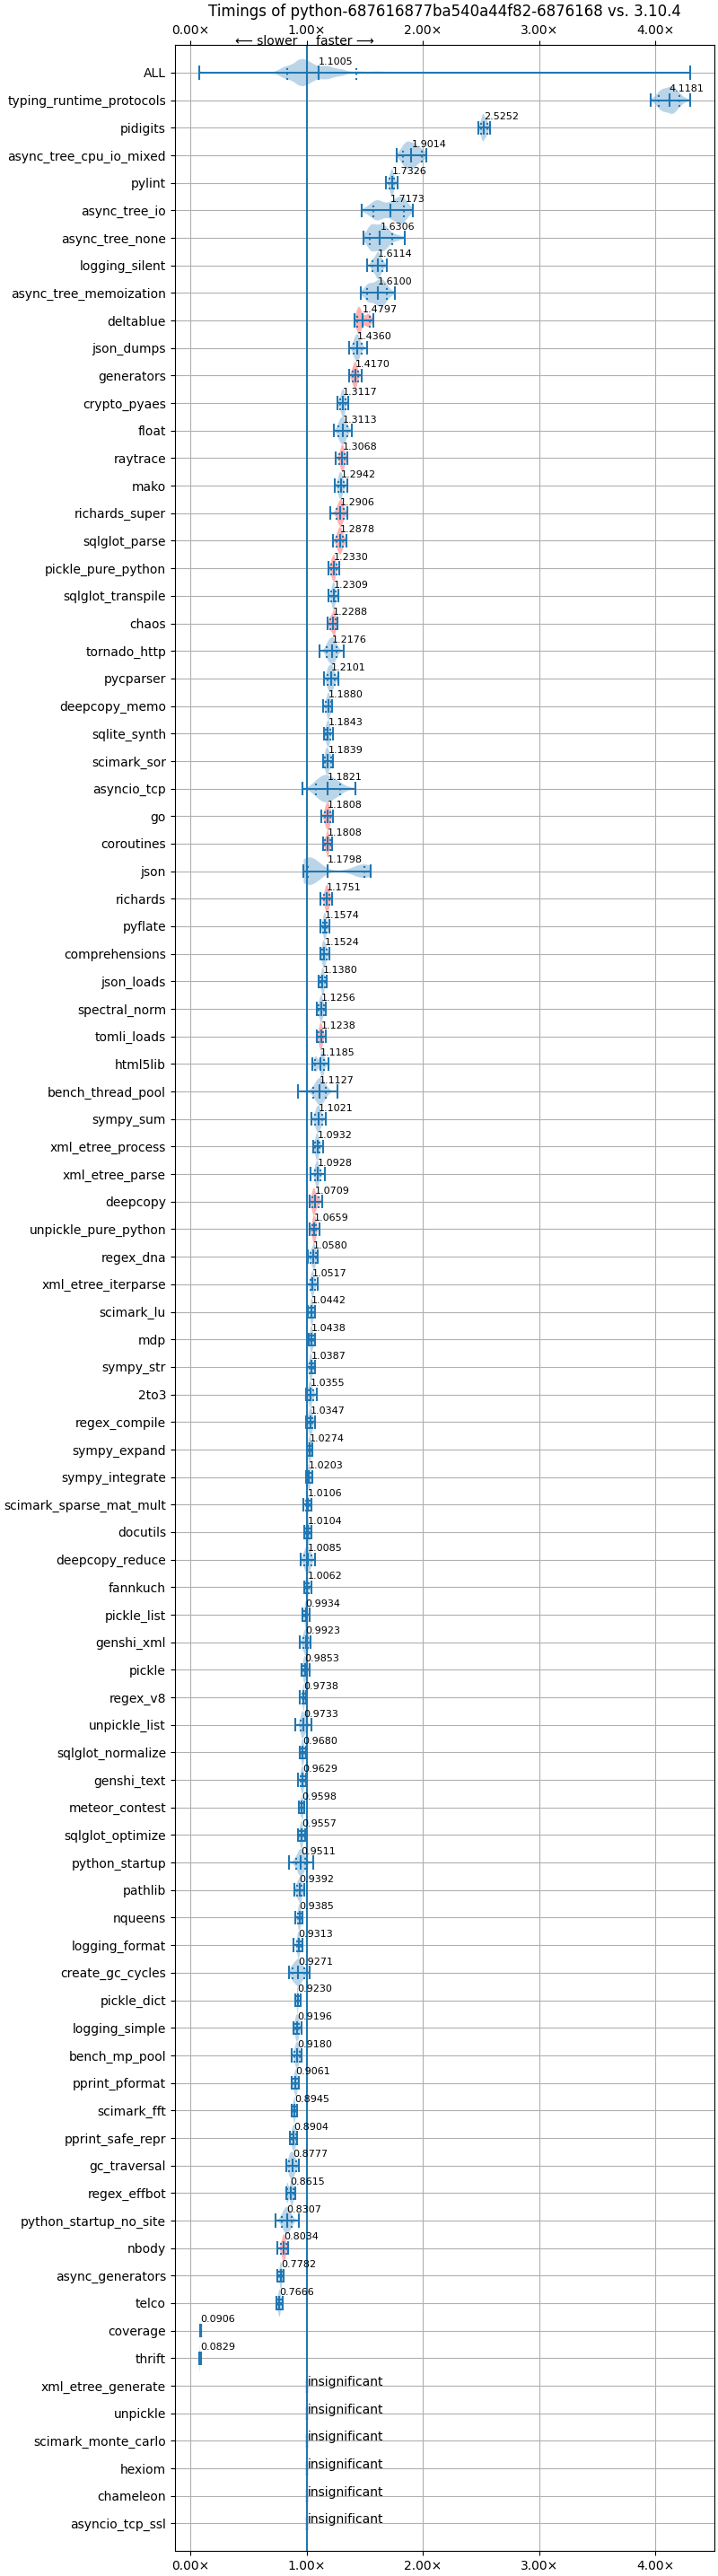 Timings of python-687616877ba540a44f82-6876168 vs. 3.10.4
0.00× 1.00× 2.00× 3.00× 4.00×
⟵ slower faster ⟶
ALL 1.1005
typing_runtime_protocols 4.1181
pidigits 2.5252
async_tree_cpu_io_mixed 1.9014
pylint 1.7326
async_tree_io 1.7173
async_tree_none 1.6306
logging_silent 1.6114
async_tree_memoization 1.6100
deltablue 1.4797
json_dumps 1.4360
generators 1.4170
crypto_pyaes 1.3117
float 1.3113
raytrace 1.3068
mako 1.2942
richards_super 1.2906
sqlglot_parse 1.2878
pickle_pure_python 1.2330
sqlglot_transpile 1.2309
chaos 1.2288
tornado_http 1.2176
pycparser 1.2101
deepcopy_memo 1.1880
sqlite_synth 1.1843
scimark_sor 1.1839
asyncio_tcp 1.1821
go 1.1808
coroutines 1.1808
json 1.1798
richards 1.1751
pyflate 1.1574
comprehensions 1.1524
json_loads 1.1380
spectral_norm 1.1256
tomli_loads 1.1238
html5lib 1.1185
bench_thread_pool 1.1127
sympy_sum 1.1021
xml_etree_process 1.0932
xml_etree_parse 1.0928
deepcopy 1.0709
unpickle_pure_python 1.0659
regex_dna 1.0580
xml_etree_iterparse 1.0517
scimark_lu 1.0442
mdp 1.0438
sympy_str 1.0387
2to3 1.0355
regex_compile 1.0347
sympy_expand 1.0274
sympy_integrate 1.0203
scimark_sparse_mat_mult 1.0106
docutils 1.0104
deepcopy_reduce 1.0085
fannkuch 1.0062
pickle_list 0.9934
genshi_xml 0.9923
pickle 0.9853
regex_v8 0.9738
unpickle_list 0.9733
sqlglot_normalize 0.9680
genshi_text 0.9629
meteor_contest 0.9598
sqlglot_optimize 0.9557
python_startup 0.9511
pathlib 0.9392
nqueens 0.9385
logging_format 0.9313
create_gc_cycles 0.9271
pickle_dict 0.9230
logging_simple 0.9196
bench_mp_pool 0.9180
pprint_pformat 0.9061
scimark_fft 0.8945
pprint_safe_repr 0.8904
gc_traversal 0.8777
regex_effbot 0.8615
python_startup_no_site 0.8307
nbody 0.8034
async_generators 0.7782
telco 0.7666
coverage 0.0906
thrift 0.0829
xml_etree_generate insignificant
unpickle insignificant
scimark_monte_carlo insignificant
hexiom insignificant
chameleon insignificant
asyncio_tcp_ssl insignificant
0.00× 1.00× 2.00× 3.00× 4.00×